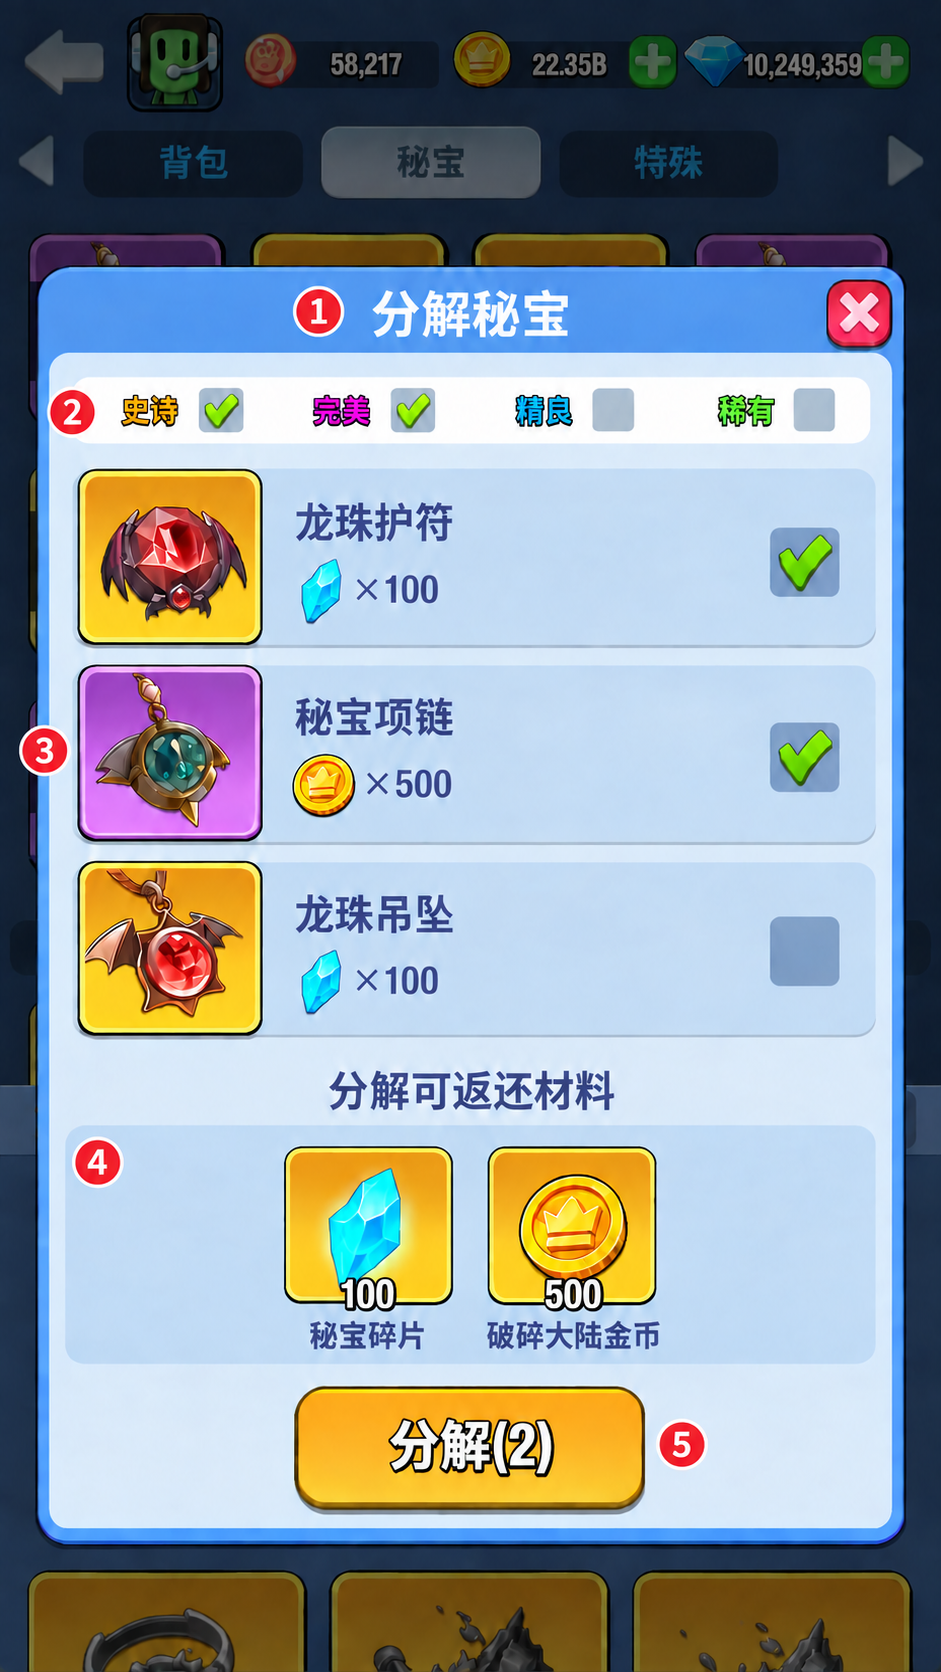 58,217
22.35B
10,249,359
背包
秘宝
特殊
1 分解秘宝
2 史诗 完美 精良 稀有
龙珠护符
×100
3
秘宝项链
×500
龙珠吊坠
×100
分解可返还材料
4
100
500
秘宝碎片
破碎大陆金币
分解(2)
5